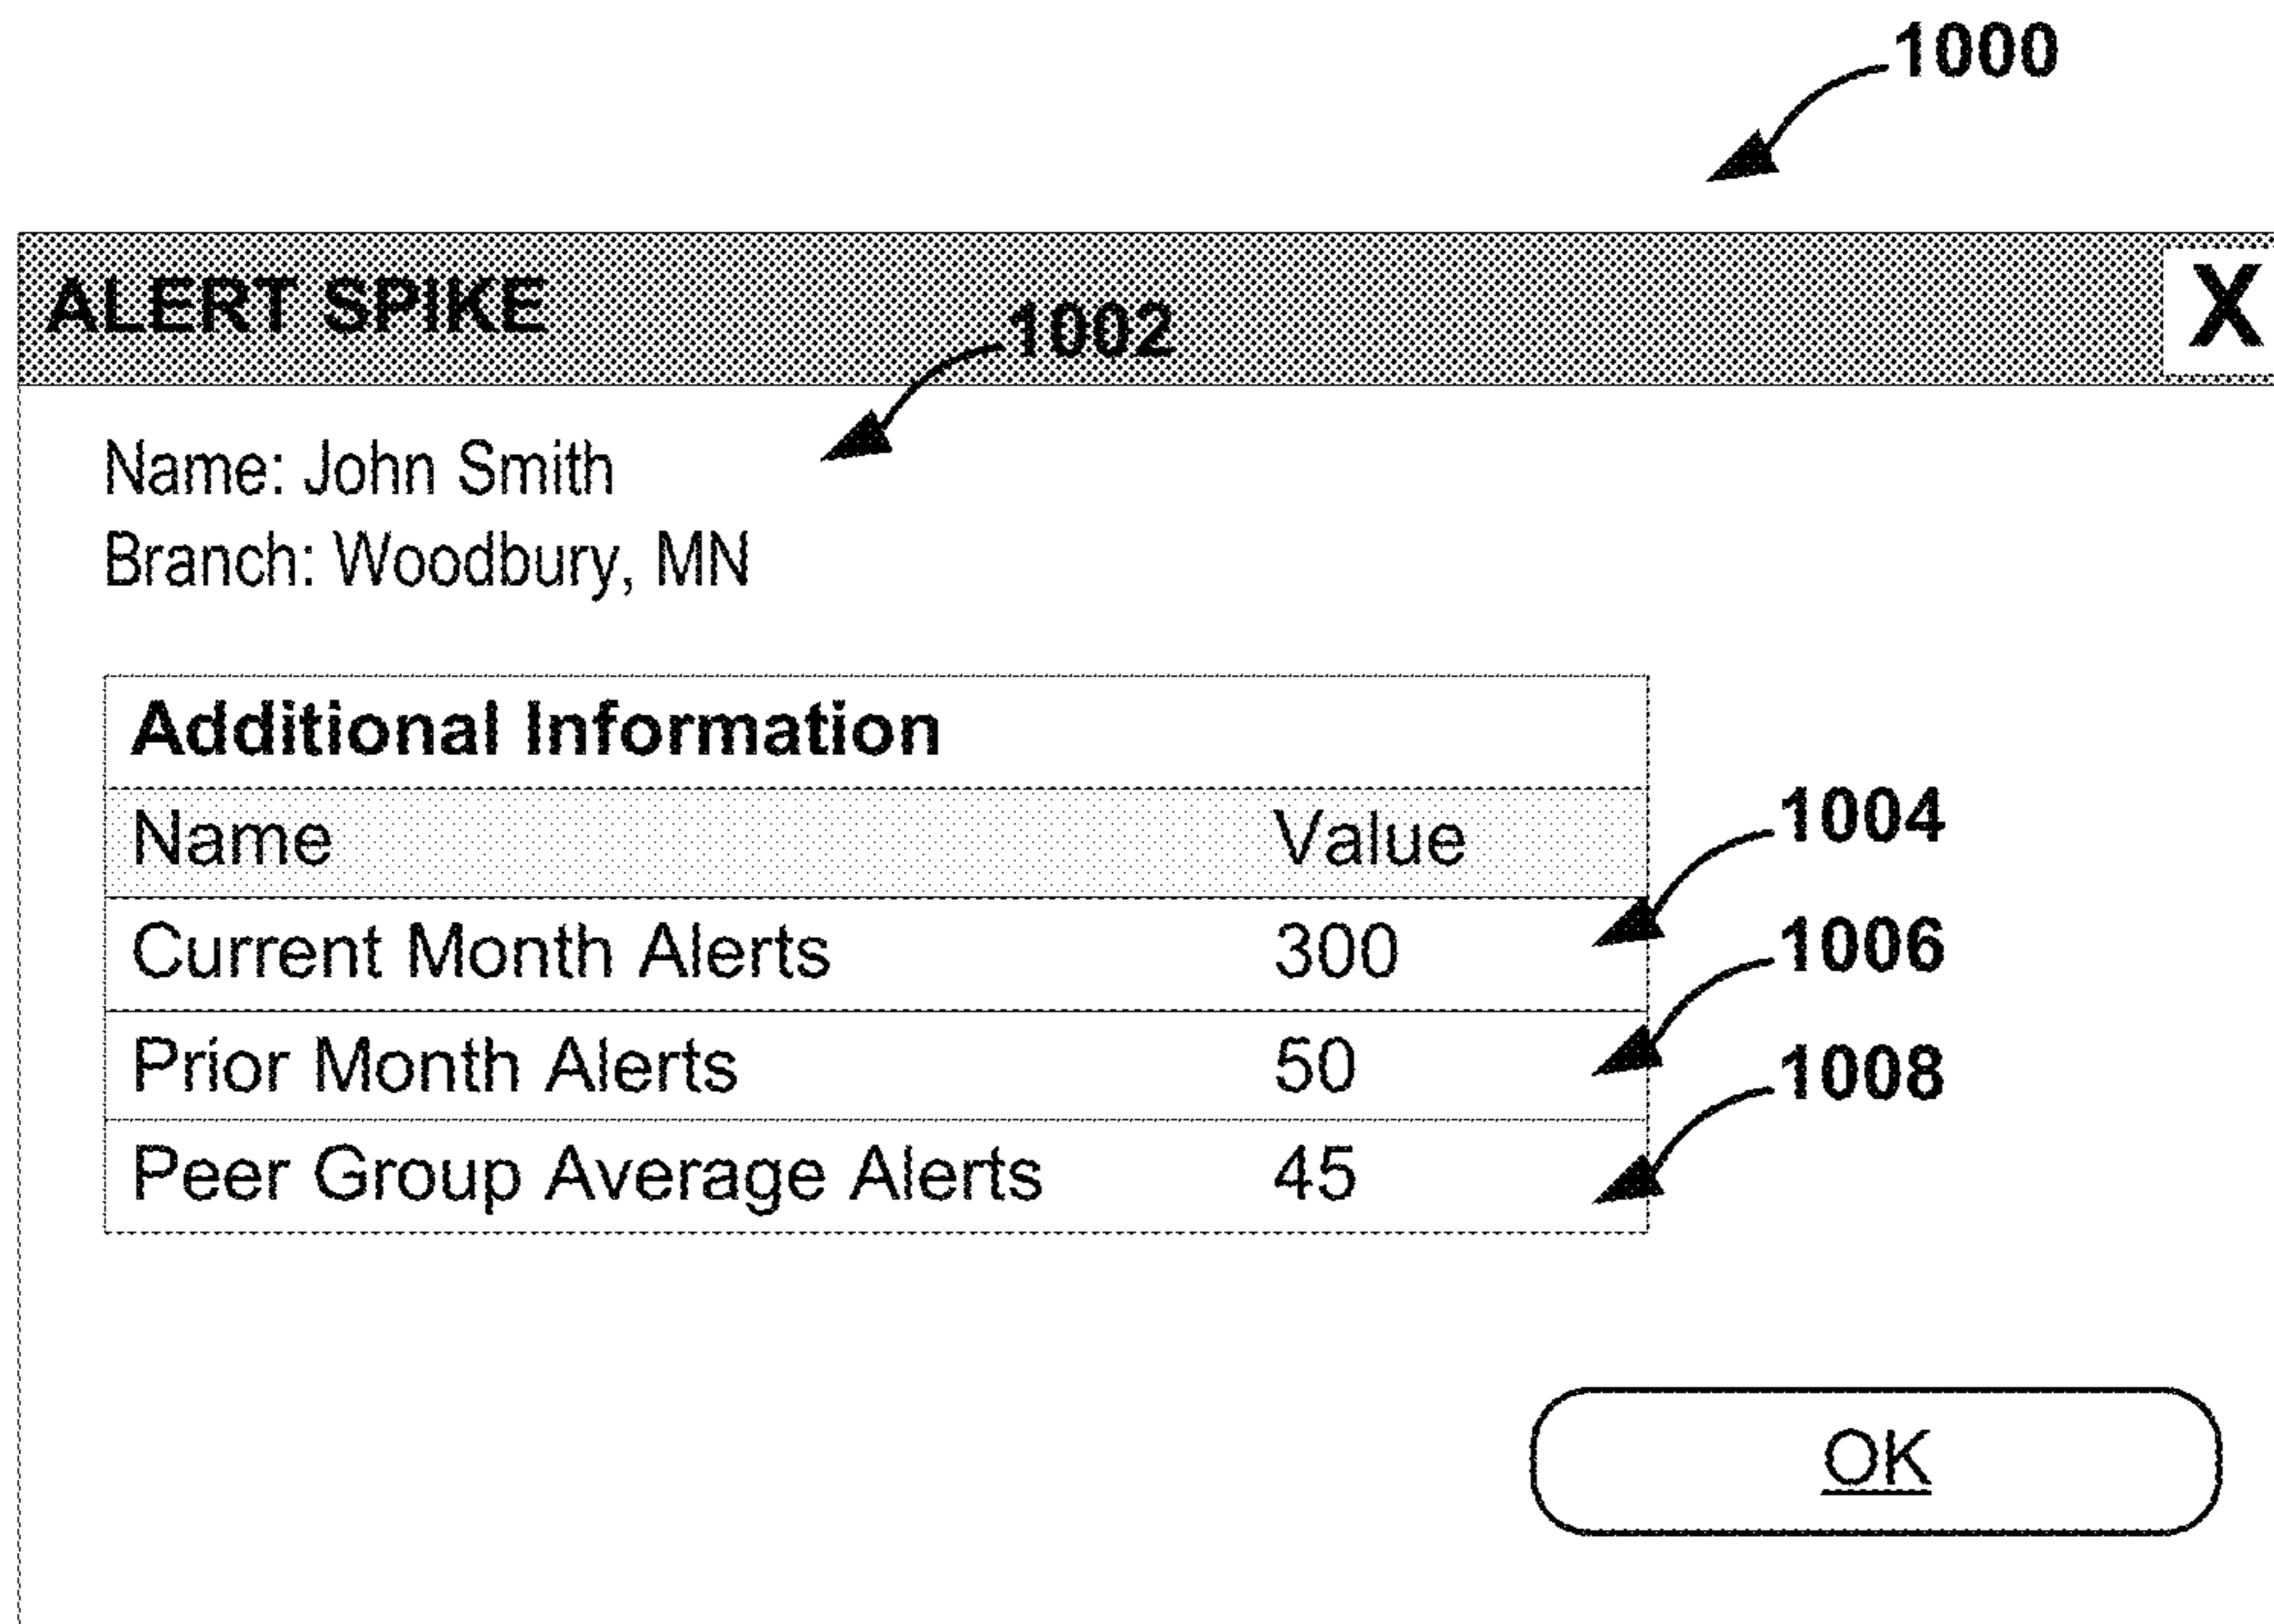 1000
ALERT SPIKE X
1002
Name: John Smith
Branch: Woodbury, MN
Additional Information
Name Value
1004
Current Month Alerts 300
1006
Prior Month Alerts 50
1008
Peer Group Average Alerts 45
OK